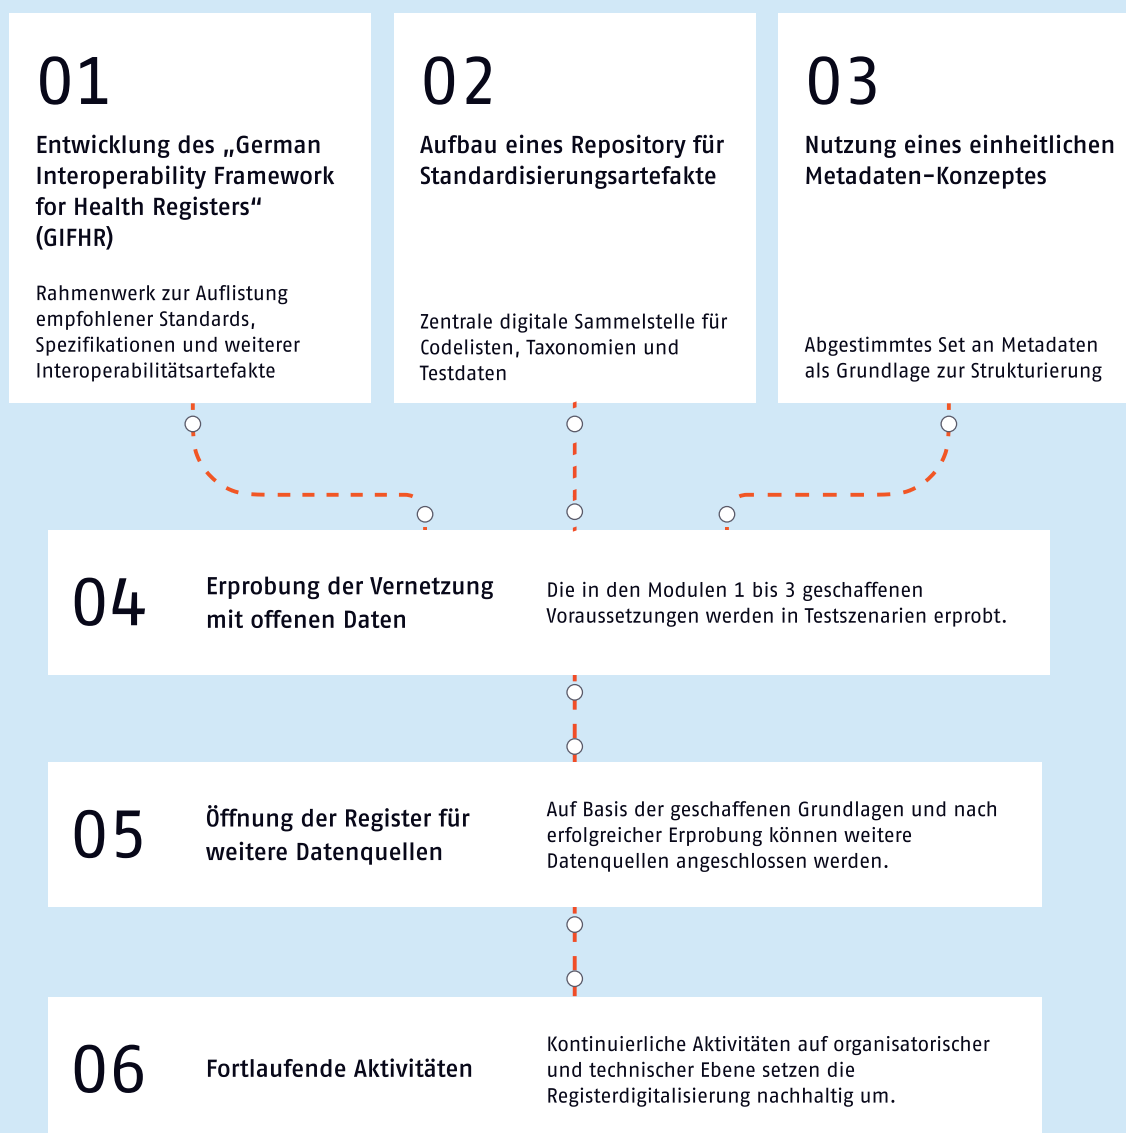 01
Entwicklung des „German
Interoperability Framework
for Health Registers“
(GIFHR)
Rahmenwerk zur Auflistung
empfohlener Standards,
Spezifikationen und weiterer
Interoperabilitätsartefakte
02
Aufbau eines Repository für
Standardisierungsartefakte
Zentrale digitale Sammelstelle für
Codelisten, Taxonomien und
Testdaten
03
Nutzung eines einheitlichen
Metadaten-Konzeptes
Abgestimmtes Set an Metadaten
als Grundlage zur Strukturierung
04
Erprobung der Vernetzung
mit offenen Daten
Die in den Modulen 1 bis 3 geschaffenen
Voraussetzungen werden in Testszenarien erprobt.
05
Öffnung der Register für
weitere Datenquellen
Auf Basis der geschaffenen Grundlagen und nach
erfolgreicher Erprobung können weitere
Datenquellen angeschlossen werden.
06
Fortlaufende Aktivitäten
Kontinuierliche Aktivitäten auf organisatorischer
und technischer Ebene setzen die
Registerdigitalisierung nachhaltig um.